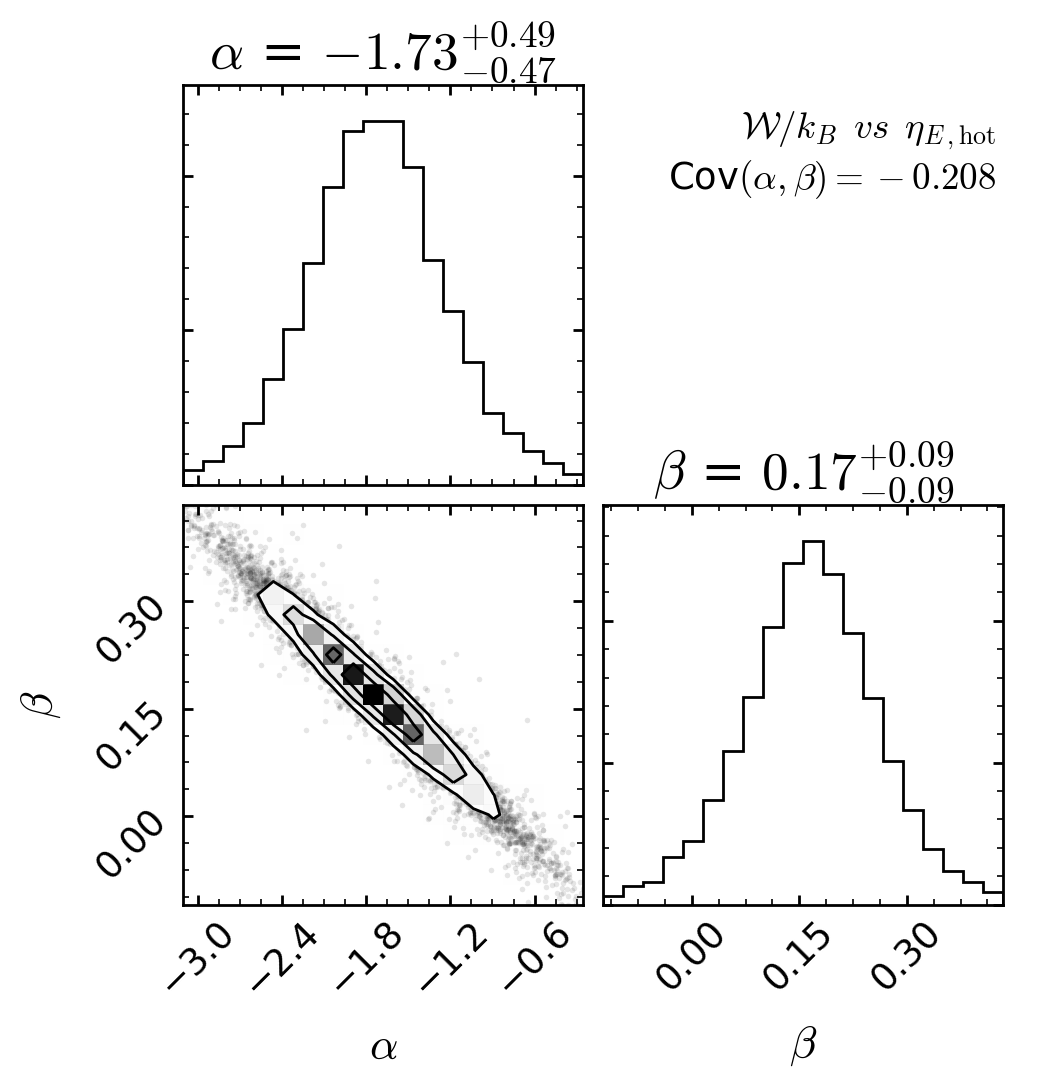 α = −1.73 +0.49 −0.47
𝒲/k_B vs η_E,hot
Cov(α, β) = −0.208
β = 0.17 +0.09 −0.09
β
0.30
0.15
0.00
−3.0 −2.4 −1.8 −1.2 −0.6
0.00 0.15 0.30
α
β